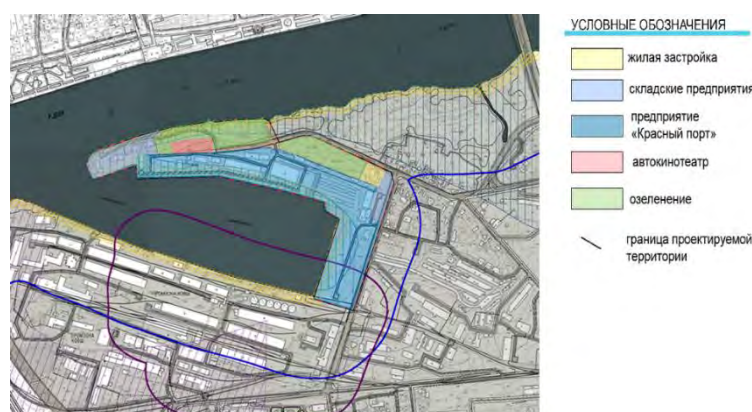 УСЛОВНЫЕ ОБОЗНАЧЕНИЯ
жилая застройка
складские предприятия
предприятие
«Красный порт»
автокинотеатр
озеленение
граница проектируемой
территории